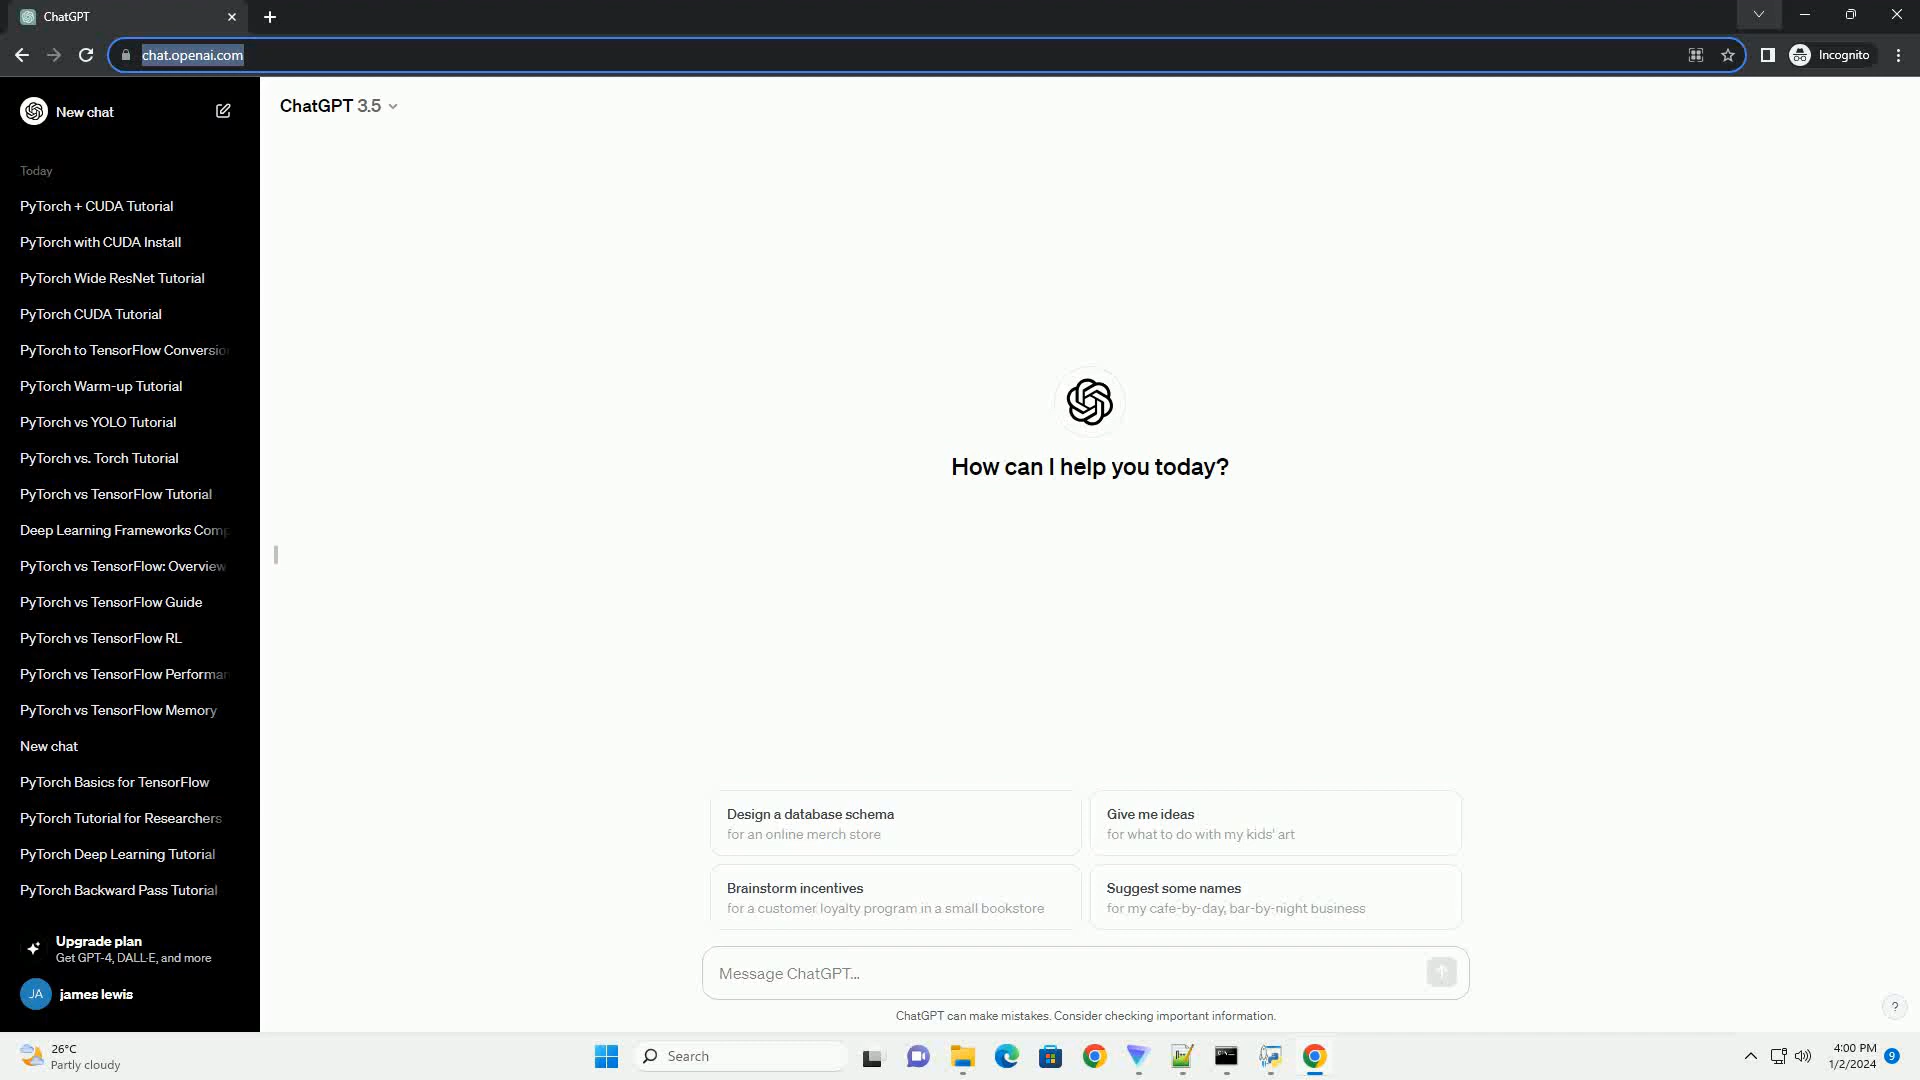 ChatGPT
chat.openai.com
Incognito
New chat
ChatGPT 3.5
Today
PyTorch + CUDA Tutorial
PyTorch with CUDA Install
PyTorch Wide ResNet Tutorial
PyTorch CUDA Tutorial
PyTorch to TensorFlow Conversio
PyTorch Warm-up Tutorial
PyTorch vs YOLO Tutorial
PyTorch vs. Torch Tutorial
PyTorch vs TensorFlow Tutorial
Deep Learning Frameworks Comp
PyTorch vs TensorFlow: Overview
PyTorch vs TensorFlow Guide
PyTorch vs TensorFlow RL
PyTorch vs TensorFlow Performan
PyTorch vs TensorFlow Memory
New chat
PyTorch Basics for TensorFlow
PyTorch Tutorial for Researchers
PyTorch Deep Learning Tutorial
PyTorch Backward Pass Tutorial
Upgrade plan
Get GPT-4, DALL·E, and more
JA james lewis
How can I help you today?
Design a database schema
for an online merch store
Give me ideas
for what to do with my kids' art
Brainstorm incentives
for a customer loyalty program in a small bookstore
Suggest some names
for my cafe-by-day, bar-by-night business
Message ChatGPT...
ChatGPT can make mistakes. Consider checking important information.
?
26°C
Partly cloudy
Search
4:00 PM
1/2/2024
9